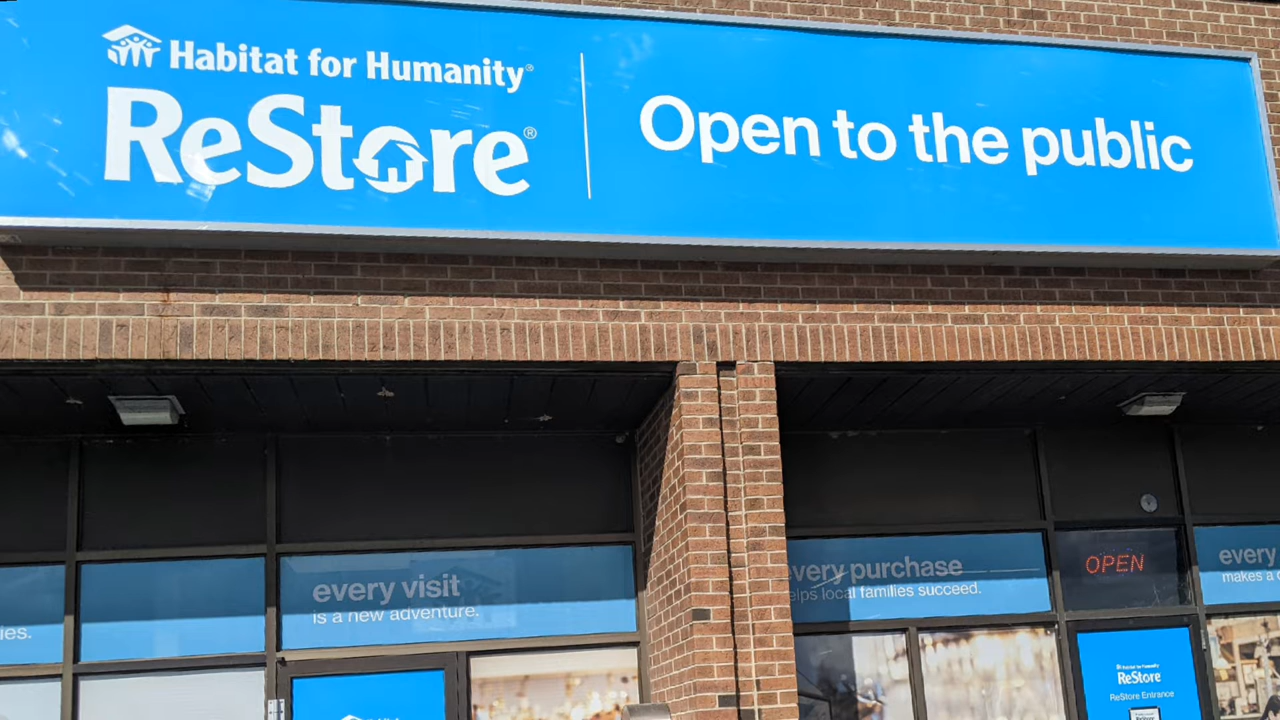 Habitat for Humanity®
ReStore®
Open to the public
every visit
is a new adventure.
every purchase
helps local families succeed.
OPEN
every
makes a
Habitat for Humanity
ReStore
ReStore Entrance
ReStore